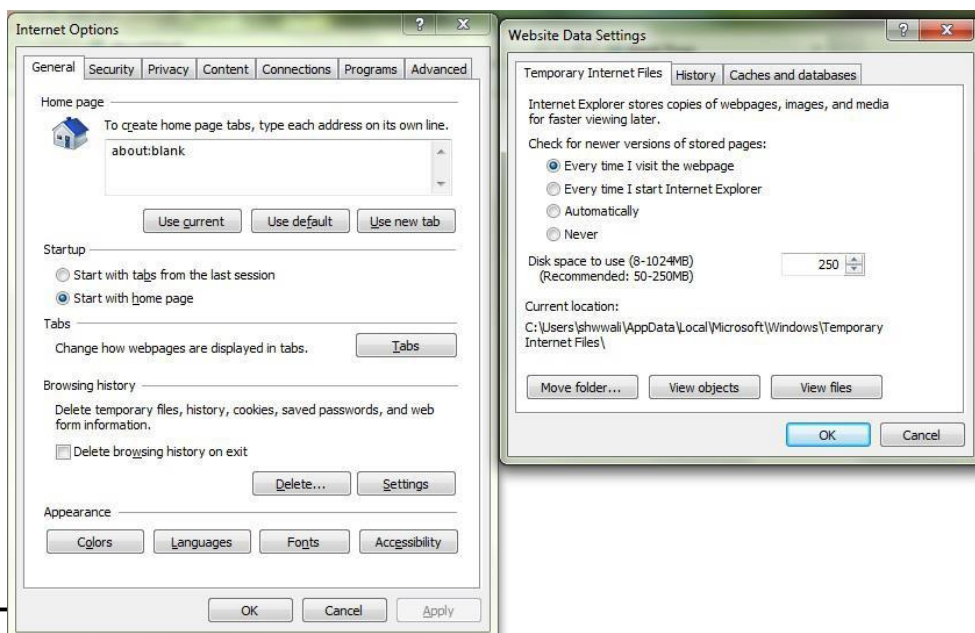 Internet Options
General Security Privacy Content Connections Programs Advanced
Home page
To create home page tabs, type each address on its own line.
about:blank
Use current Use default Use new tab
Startup
Start with tabs from the last session
Start with home page
Tabs
Change how webpages are displayed in tabs.
Tabs
Browsing history
Delete temporary files, history, cookies, saved passwords, and web
form information.
Delete browsing history on exit
Delete... Settings
Appearance
Colors Languages Fonts Accessibility
OK Cancel Apply
Website Data Settings
Temporary Internet Files History Caches and databases
Internet Explorer stores copies of webpages, images, and media
for faster viewing later.
Check for newer versions of stored pages:
Every time I visit the webpage
Every time I start Internet Explorer
Automatically
Never
Disk space to use (8-1024MB)
(Recommended: 50-250MB)
250
Current location:
C:\Users\shwwali\AppData\Local\Microsoft\Windows\Temporary
Internet Files\
Move folder... View objects View files
OK Cancel